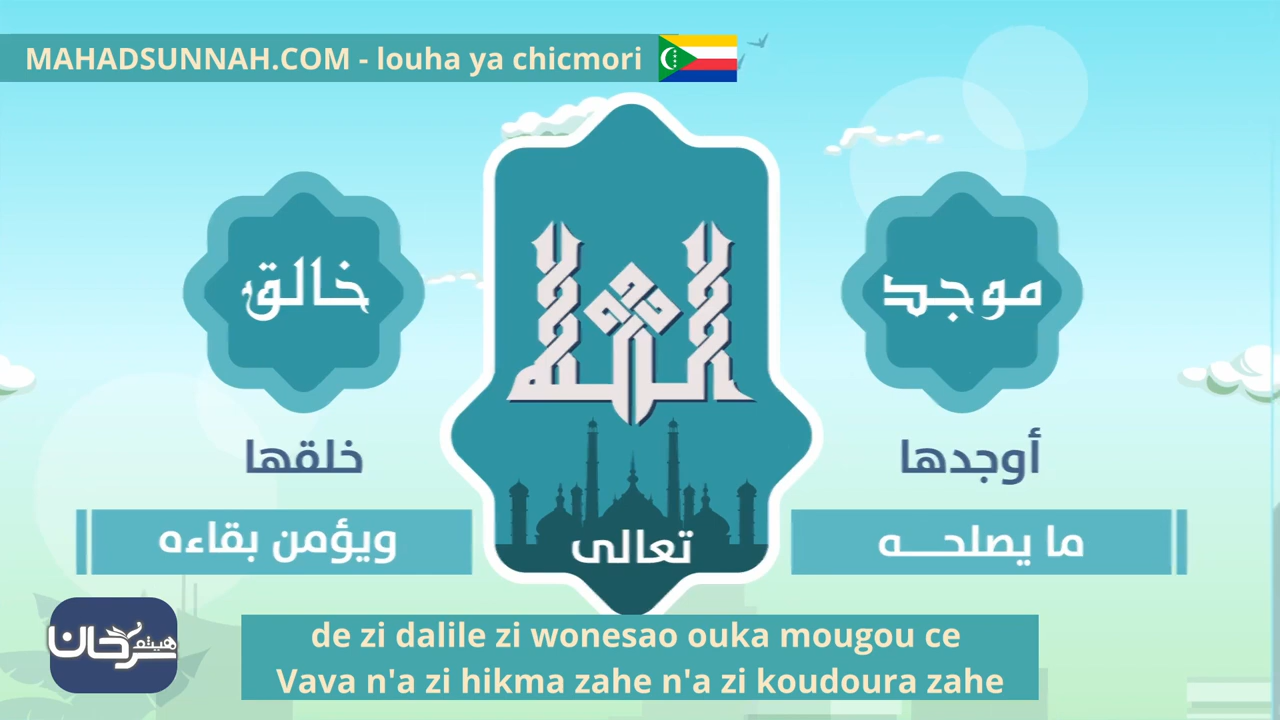 MAHADSUNNAH.COM - louha ya chicmori
موجد
الله
خالق
أوجدها
خلقها
ما يصلحه
ويؤمن بقاءه
تعالى
هيثم
سرحان
de zi dalile zi wonesao ouka mougou ce
Vava n'a zi hikma zahe n'a zi koudoura zahe